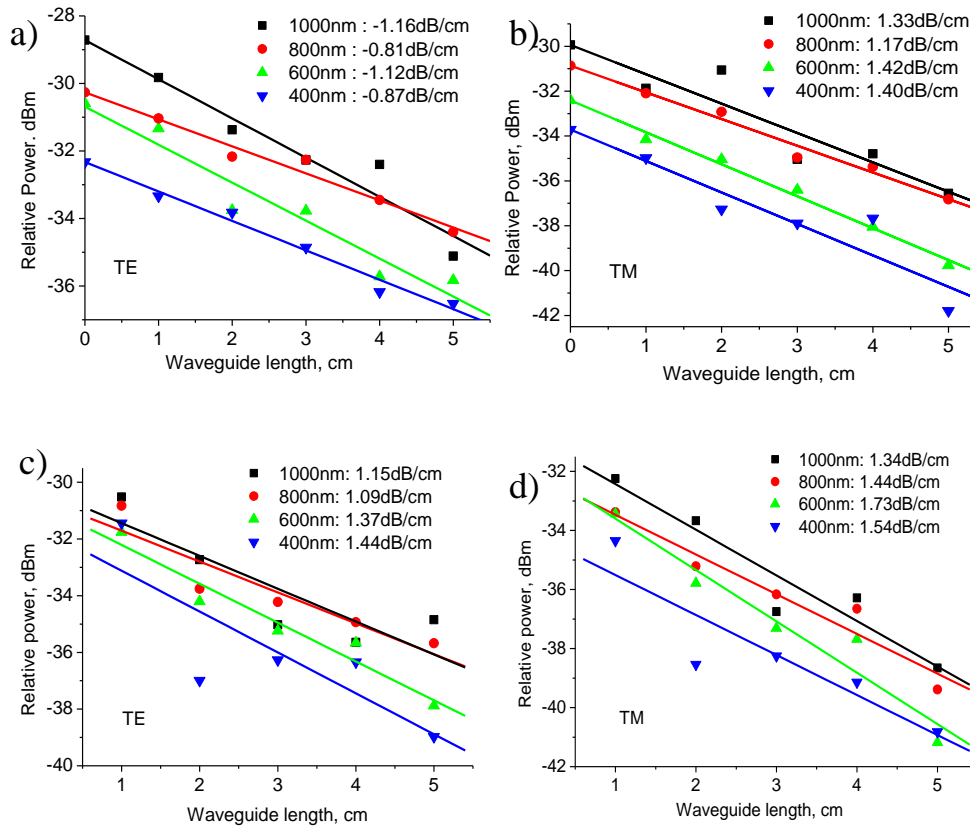 a)
1000nm : -1.16dB/cm
800nm : -0.81dB/cm
600nm : -1.12dB/cm
400nm : -0.87dB/cm
-28
-30
-32
-34
-36
Relative Power. dBm
TE
0 1 2 3 4 5
Waveguide length, cm
b)
1000nm: 1.33dB/cm
800nm: 1.17dB/cm
600nm: 1.42dB/cm
400nm: 1.40dB/cm
-30
-32
-34
-36
-38
-40
-42
Relative Power, dBm
TM
0 1 2 3 4 5
Waveguide length, cm
c)
1000nm: 1.15dB/cm
800nm: 1.09dB/cm
600nm: 1.37dB/cm
400nm: 1.44dB/cm
-30
-32
-34
-36
-38
-40
Relative power, dBm
TE
1 2 3 4 5
Waveguide length, cm
d)
1000nm: 1.34dB/cm
800nm: 1.44dB/cm
600nm: 1.73dB/cm
400nm: 1.54dB/cm
-32
-34
-36
-38
-40
-42
Relative power, dBm
TM
1 2 3 4 5
Waveguide length, cm